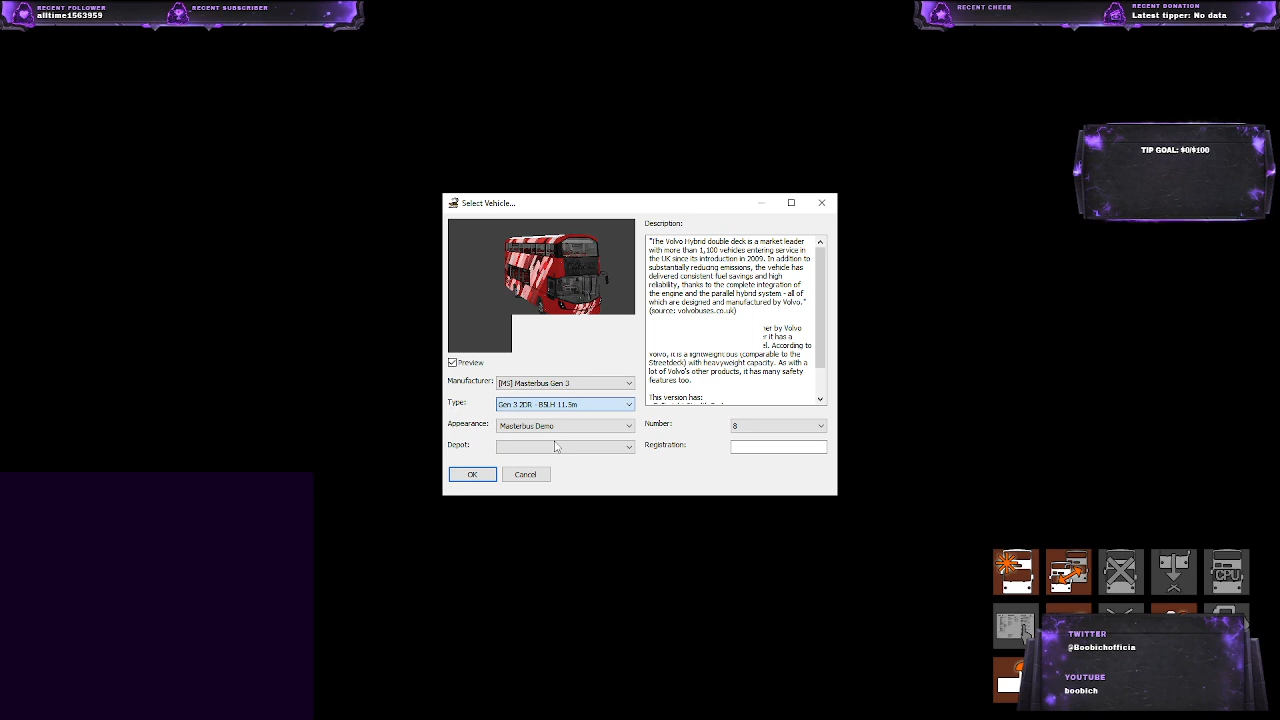 RECENT FOLLOWER
alltime1563959
RECENT SUBSCRIBER
RECENT CHEER
RECENT DONATION
Latest tipper: No data
TIP GOAL: $0/$100
Select Vehicle...
Description:
"The Volvo Hybrid double deck is a market leader
with more than 1,100 vehicles entering service in
the UK since its introduction in 2009. In addition to
substantially reducing emissions, the vehicle has
delivered consistent fuel savings and high
reliability, thanks to the complete integration of
the engine and the parallel hybrid system - all of
which are designed and manufactured by Volvo."
(source: volvobuses.co.uk)
by Volvo
it has a
According to
Volvo, it is a lightweight bus (comparable to the
Streetdeck) with heavyweight capacity. As with a
lot of Volvo's other products, it has many safety
features too.
This version has:
Preview
Manufacturer:
[MS] Masterbus Gen 3
Type:
Gen 3 2DR - B5LH 11.5m
Appearance:
Masterbus Demo
Number:
8
Depot:
Registration:
OK
Cancel
CPU
TWITTER
@Boobichofficia
YOUTUBE
boobich